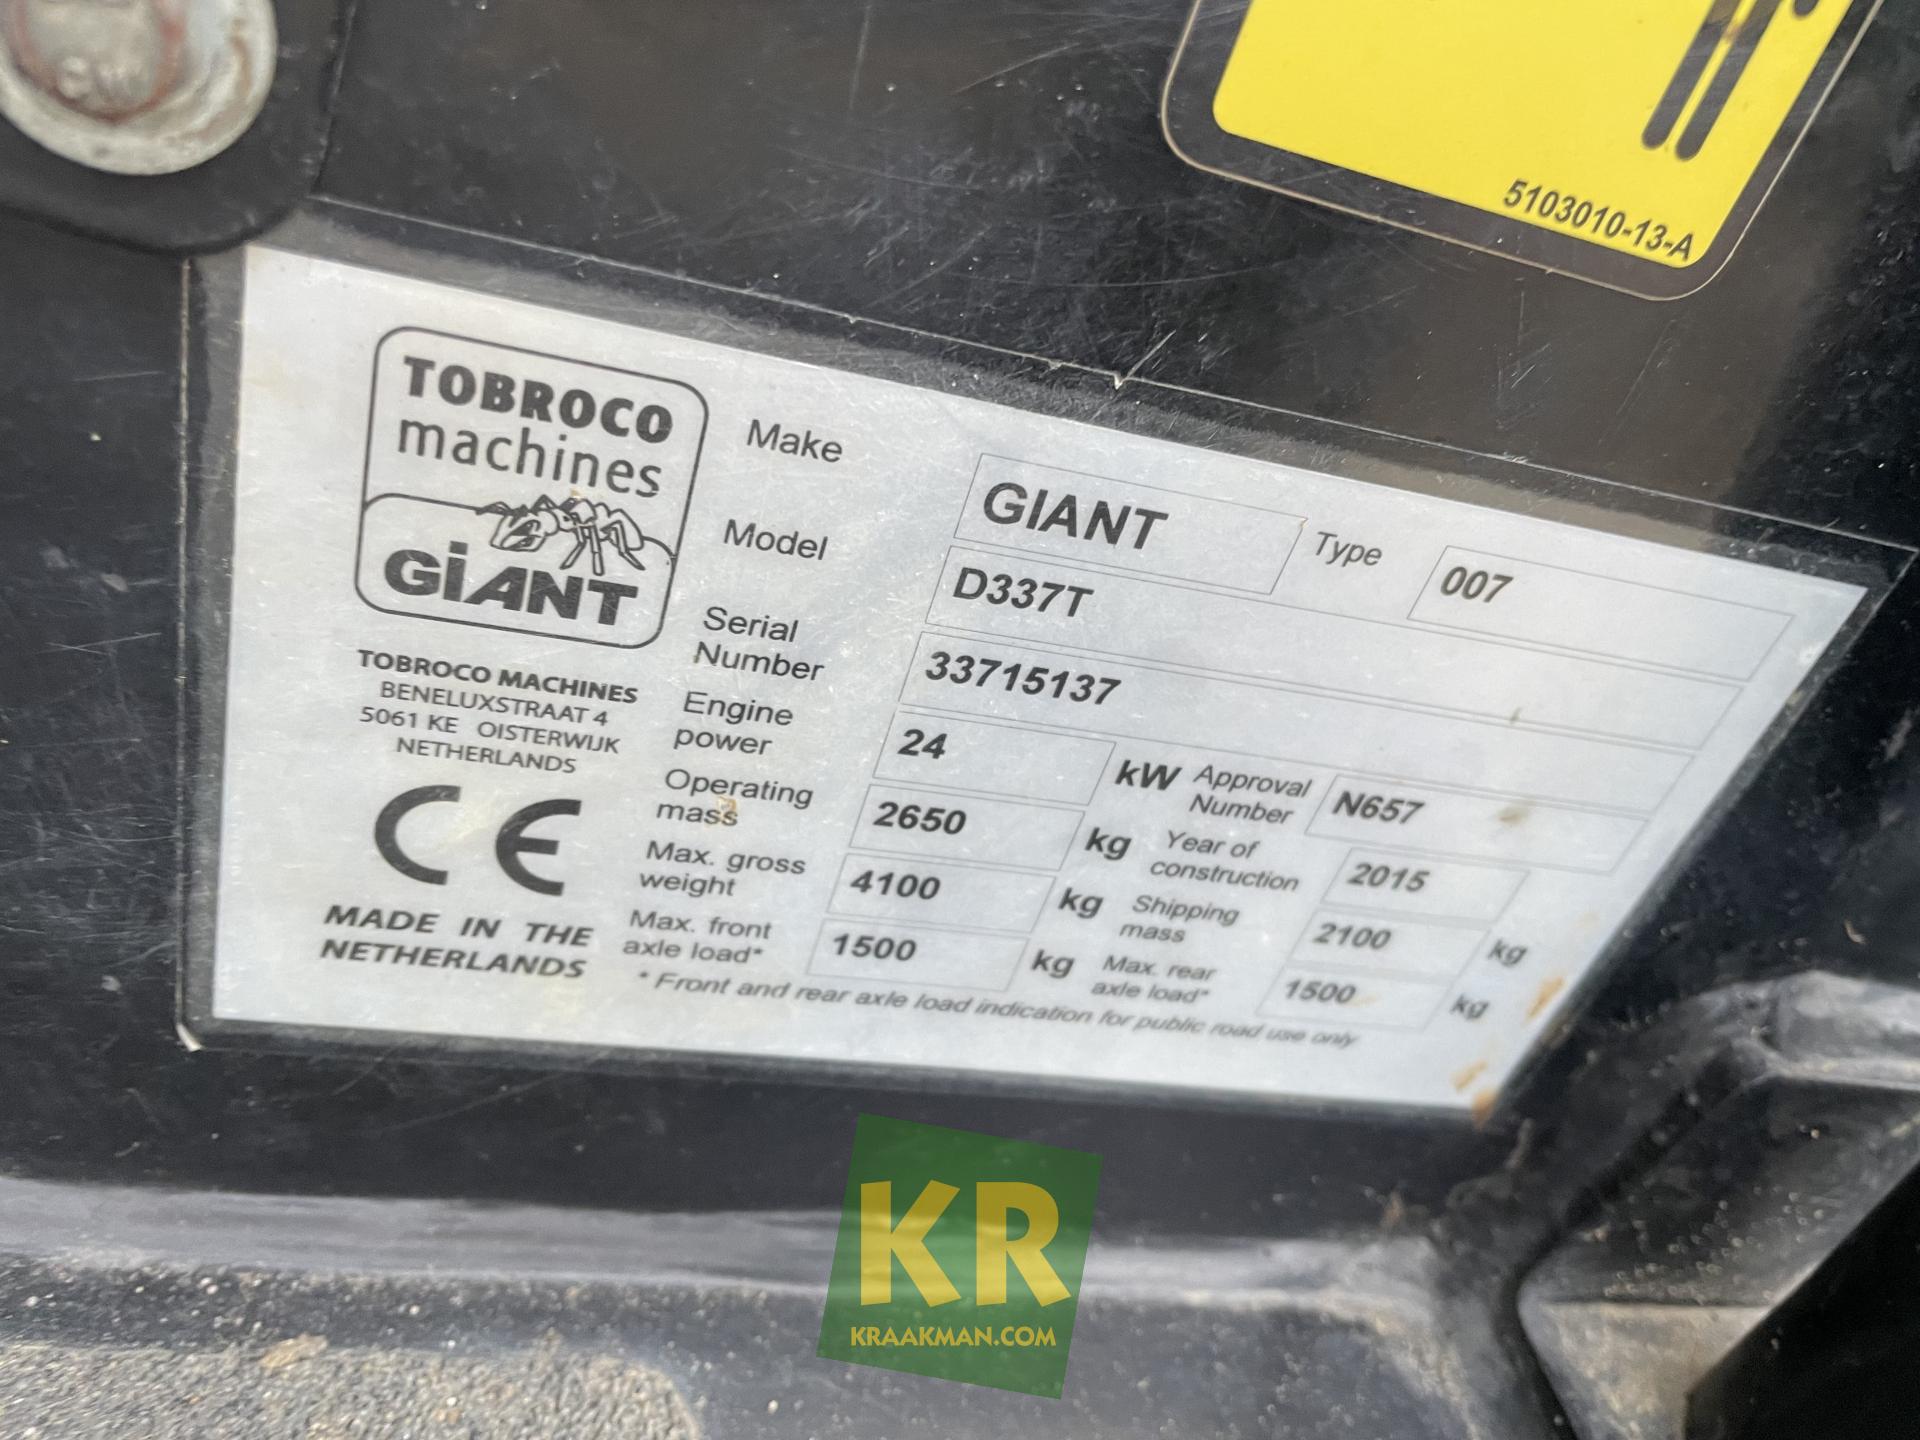 5103010-13-A
TOBROCO
machines
GiANT
TOBROCO MACHINES
BENELUXSTRAAT 4
5061 KE OISTERWIJK
NETHERLANDS
CE
MADE IN THE
NETHERLANDS
Make GIANT Type 007
Model D337T
Serial
Number 33715137
Engine
power 24 kW Approval
Number N657
Operating
mass 2650 kg Year of
construction 2015
Max. gross
weight 4100 kg Shipping
mass 2100 kg
Max. front
axle load* 1500 kg Max. rear
axle load* 1500 kg
* Front and rear axle load indication for public road use only
KR
KRAAKMAN.COM